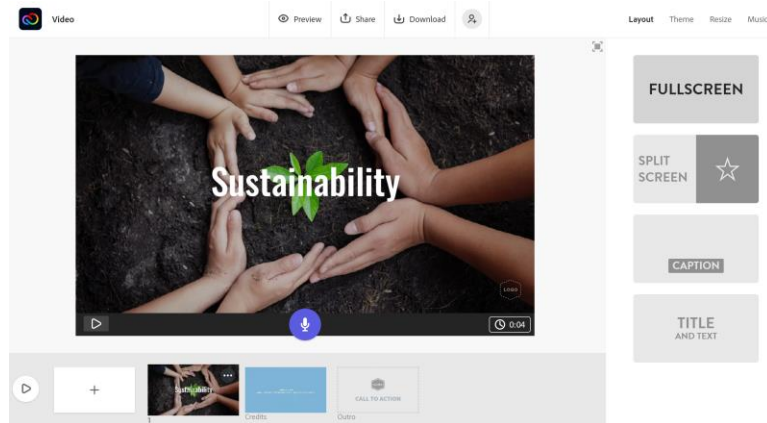 Video
Preview
Share
Download
Layout
Theme
Resize
Music
Sustainability
LOGO
0:04
FULLSCREEN
SPLIT
SCREEN
CAPTION
TITLE
AND TEXT
+
Sustainability
1
Credits
CALL TO ACTION
Outro